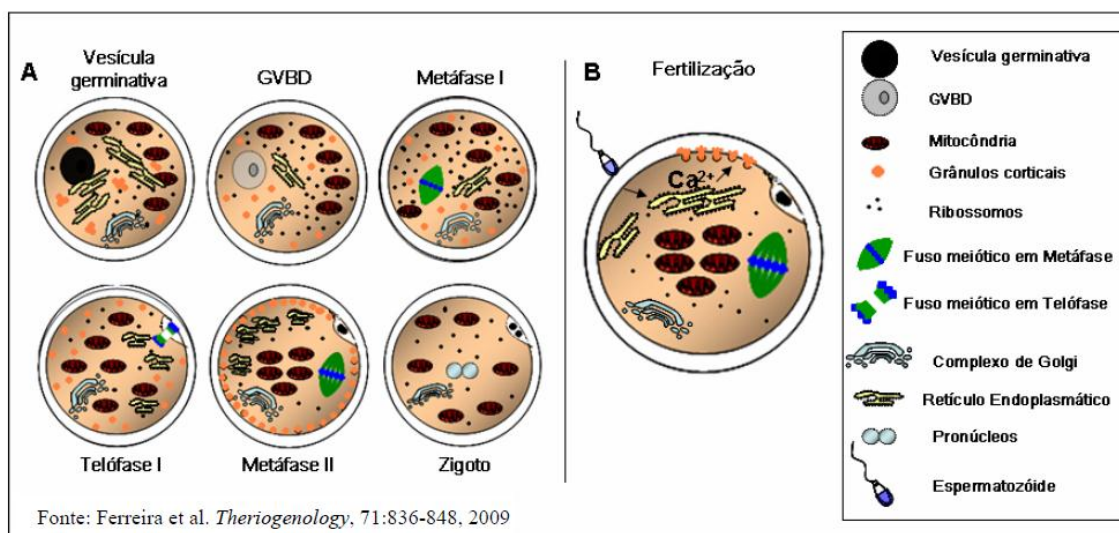 A
Vesícula
germinativa
GVBD
Metáfase I
Telófase I
Metáfase II
Zigoto
B
Fertilização
Ca2+
Vesícula germinativa
GVBD
Mitocôndria
Grânulos corticais
Ribossomos
Fuso meiótico em Metáfase
Fuso meiótico em Telófase
Complexo de Golgi
Retículo Endoplasmático
Pronúcleos
Espermatozóide
Fonte: Ferreira et al. Theriogenology, 71:836-848, 2009